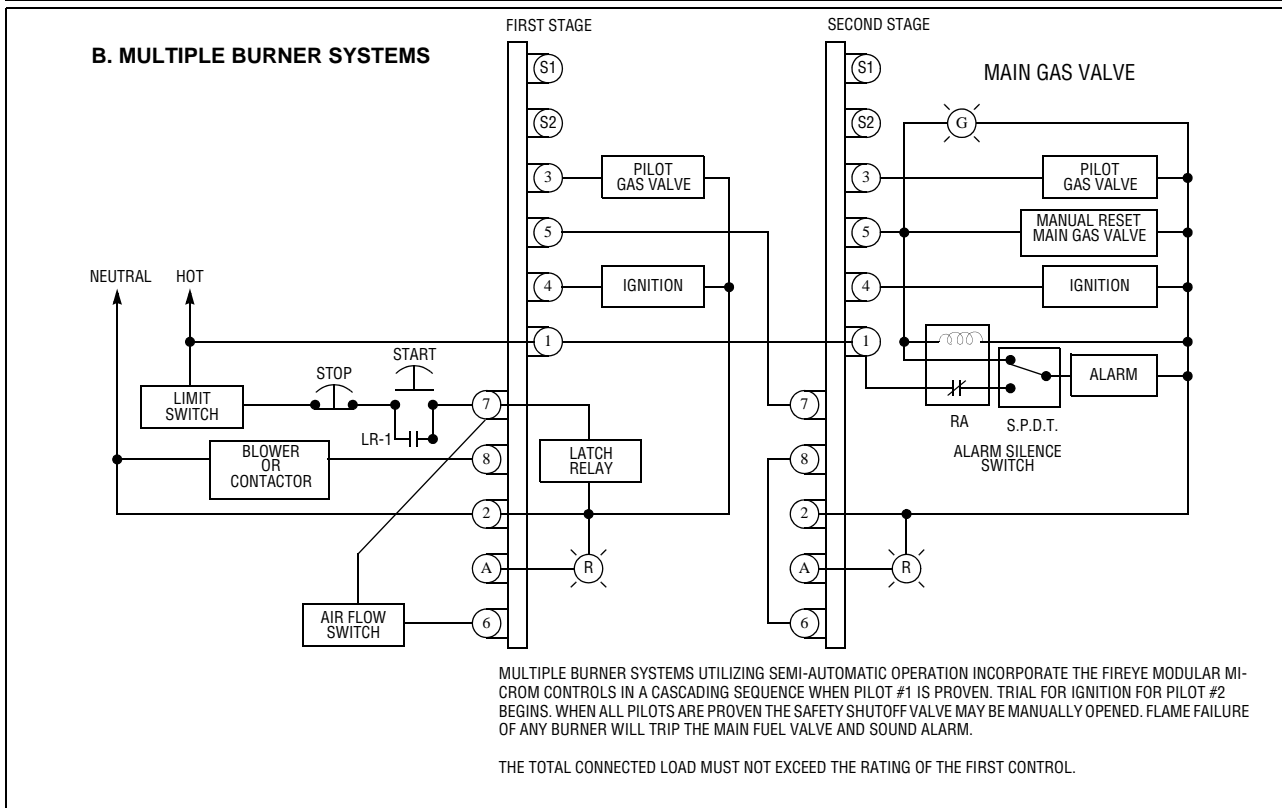 FIRST STAGE
SECOND STAGE
B. MULTIPLE BURNER SYSTEMS
MAIN GAS VALVE
S1
S1
S2
S2
G
3
PILOT
GAS VALVE
3
PILOT
GAS VALVE
5
5
MANUAL RESET
MAIN GAS VALVE
NEUTRAL
HOT
4
IGNITION
4
IGNITION
1
1
START
STOP
LIMIT
SWITCH
LR-1
7
7
ALARM
RA
S.P.D.T.
ALARM SILENCE
SWITCH
BLOWER
OR
CONTACTOR
8
LATCH
RELAY
8
2
2
A
R
A
R
AIR FLOW
SWITCH
6
6
MULTIPLE BURNER SYSTEMS UTILIZING SEMI-AUTOMATIC OPERATION INCORPORATE THE FIREYE MODULAR MI-
CROM CONTROLS IN A CASCADING SEQUENCE WHEN PILOT #1 IS PROVEN. TRIAL FOR IGNITION FOR PILOT #2
BEGINS. WHEN ALL PILOTS ARE PROVEN THE SAFETY SHUTOFF VALVE MAY BE MANUALLY OPENED. FLAME FAILURE
OF ANY BURNER WILL TRIP THE MAIN FUEL VALVE AND SOUND ALARM.
THE TOTAL CONNECTED LOAD MUST NOT EXCEED THE RATING OF THE FIRST CONTROL.